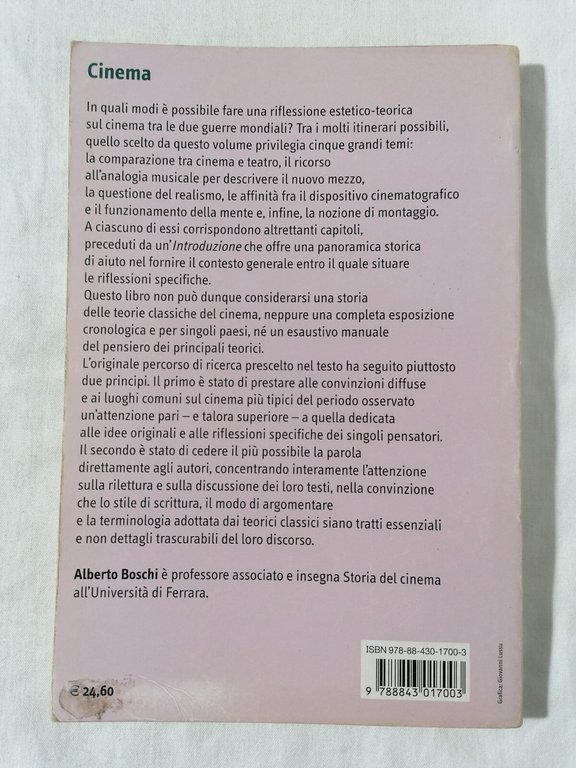 Cinema
In quali modi è possibile fare una riflessione estetico-teorica
sul cinema tra le due guerre mondiali? Tra i molti itinerari possibili,
quello scelto da questo volume privilegia cinque grandi temi:
la comparazione tra cinema e teatro, il ricorso
all'analogia musicale per descrivere il nuovo mezzo,
la questione del realismo, le affinità fra il dispositivo cinematografico
e il funzionamento della mente e, infine, la nozione di montaggio.
A ciascuno di essi corrispondono altrettanti capitoli,
preceduti da un'Introduzione che offre una panoramica storica
di aiuto nel fornire il contesto generale entro il quale situare
le riflessioni specifiche.
Questo libro non può dunque considerarsi una storia
delle teorie classiche del cinema, neppure una completa esposizione
cronologica e per singoli paesi, né un esaustivo manuale
del pensiero dei principali teorici.
L'originale percorso di ricerca prescelto nel testo ha seguito piuttosto
due principi. Il primo è stato di prestare alle convinzioni diffuse
e ai luoghi comuni sul cinema più tipici del periodo osservato
un'attenzione pari – e talora superiore – a quella dedicata
alle idee originali e alle riflessioni specifiche dei singoli pensatori.
Il secondo è stato di cedere il più possibile la parola
direttamente agli autori, concentrando interamente l'attenzione
sulla rilettura e sulla discussione dei loro testi, nella convinzione
che lo stile di scrittura, il modo di argomentare
e la terminologia adottata dai teorici classici siano tratti essenziali
e non dettagli trascurabili del loro discorso.
Alberto Boschi è professore associato e insegna Storia del cinema
all'Università di Ferrara.
ISBN 978-88-430-1700-3
9 788843 017003
€ 24,60
Grafica: Giovanni Lussu